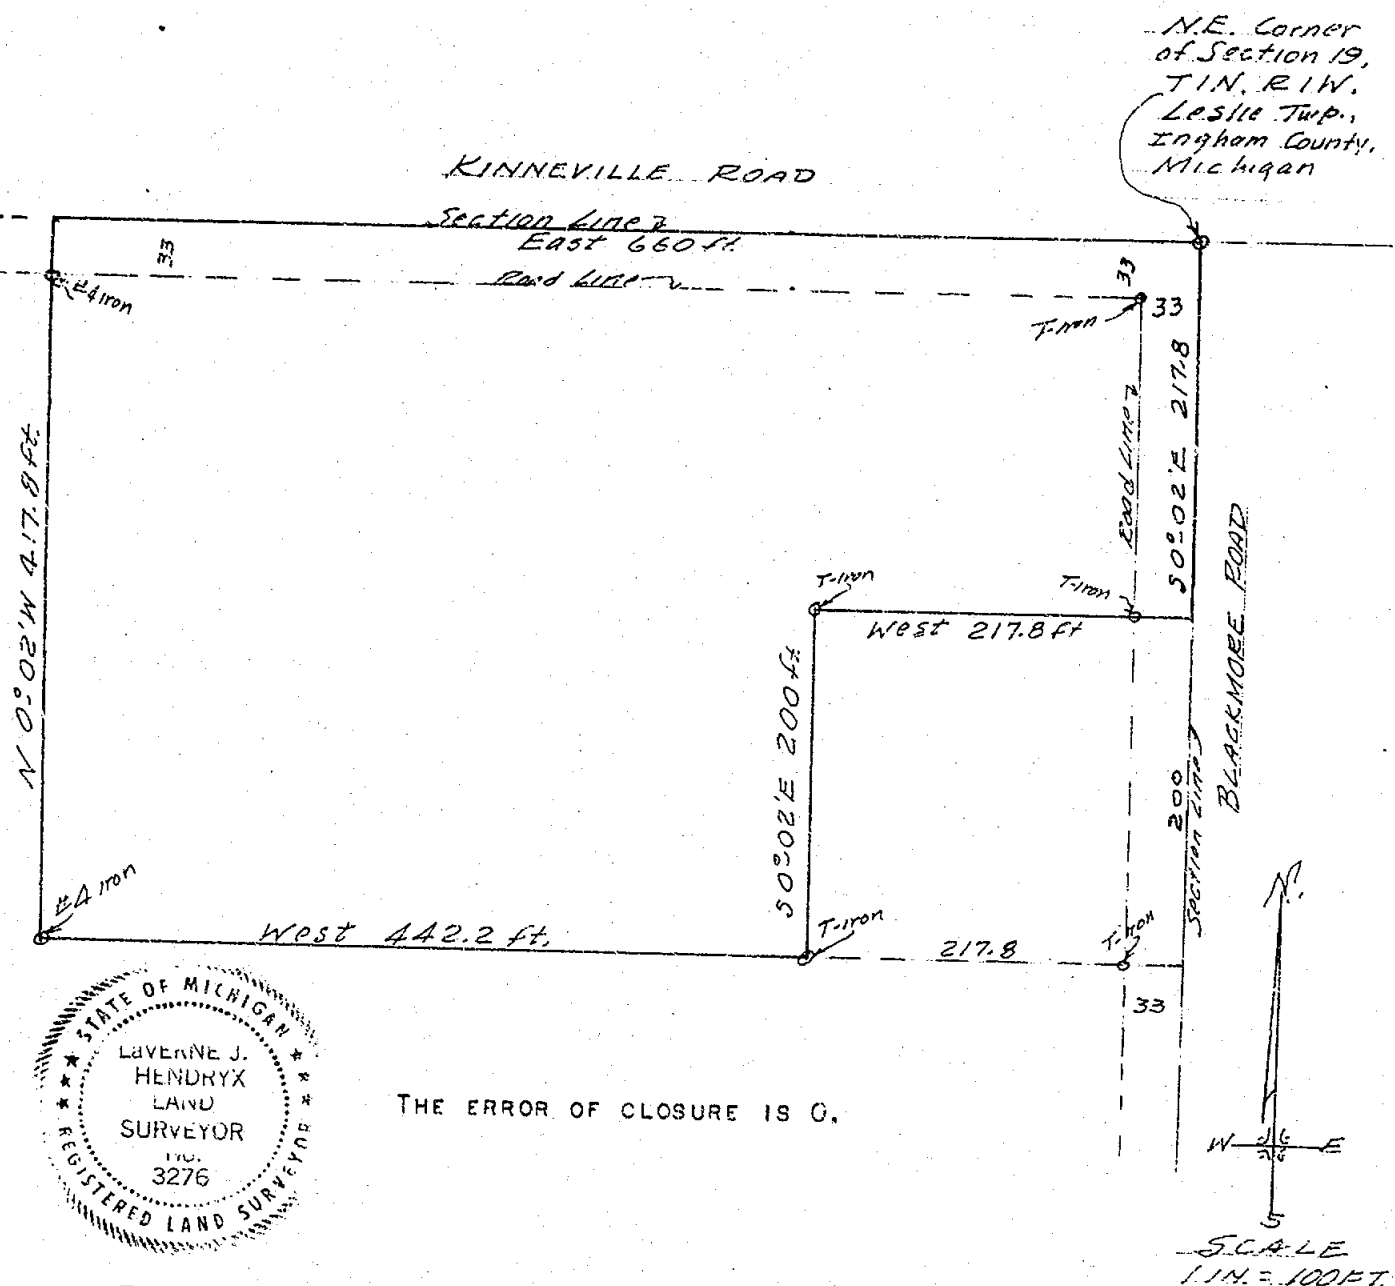 N.E. Corner
of Section 19,
T1N. R1W.
Leslie Twp.,
Ingham County,
Michigan
KINNEVILLE ROAD
Section Line
East 660 ft.
33
Road Line
33
#4 Iron
T-Iron
33
S0°02'E 217.8
Road Line
N 0°02'W 417.8 ft.
T-Iron
T-Iron
West 217.8 ft
BLACKMORE ROAD
S0°02'E 200 ft.
200
Section Line
#4 Iron
West 442.2 ft.
T-Iron
217.8
T-Iron
33
N.
STATE OF MICHIGAN
LaVERNE J.
HENDRYX
LAND
SURVEYOR
NO.
3276
REGISTERED LAND SURVEYOR
THE ERROR OF CLOSURE IS 0.
W E
S
SCALE
1 IN. = 100 FT.